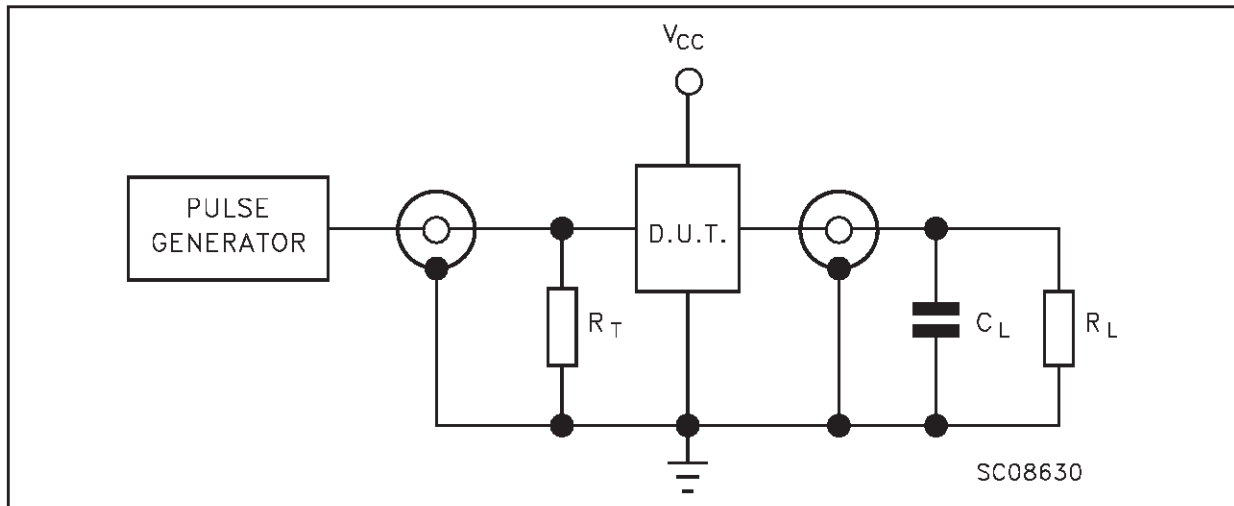 VCC
PULSE
GENERATOR
D.U.T.
RT
CL
RL
SC08630